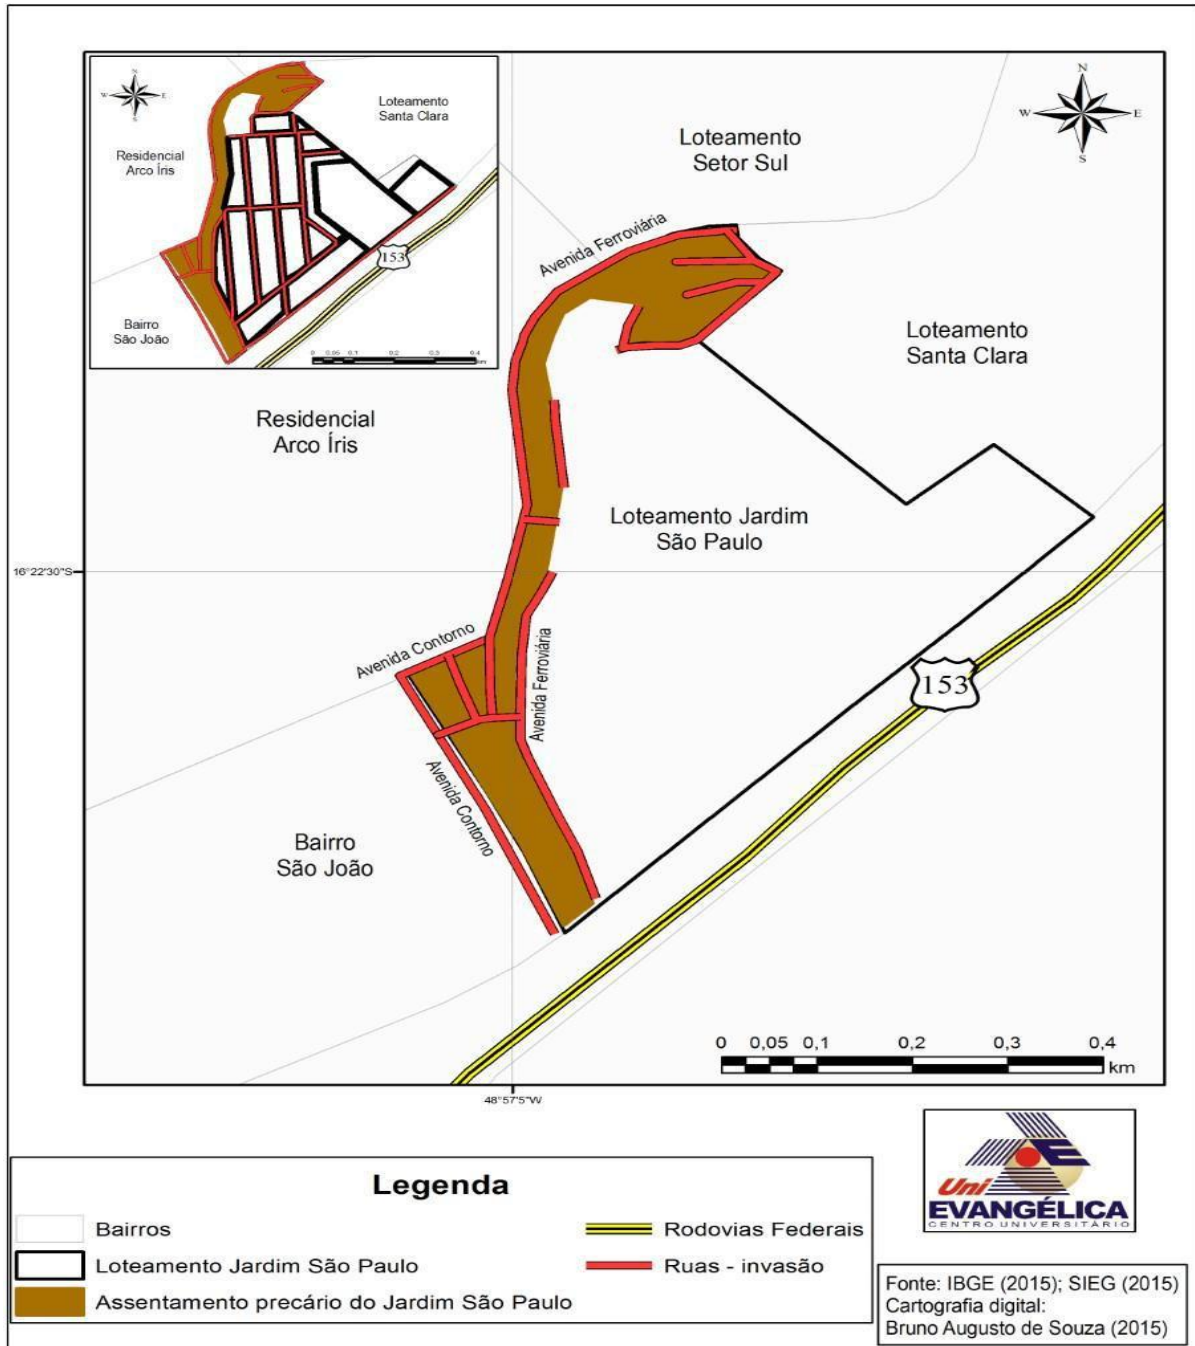 N
W E
S
Loteamento
Santa Clara
Residencial
Arco Íris
153
Bairro
São João
0 0,05 0,1 0,2 0,3 0,4
km
N
W E
S
Loteamento
Setor Sul
Avenida Ferroviária
Loteamento
Santa Clara
Residencial
Arco Íris
Loteamento Jardim
São Paulo
16°22'30"S
Avenida Contorno
Avenida Ferroviária
153
Avenida Contorno
Bairro
São João
0 0,05 0,1 0,2 0,3 0,4
km
48°57'5"W
Legenda
Bairros
Loteamento Jardim São Paulo
Assentamento precário do Jardim São Paulo
Rodovias Federais
Ruas - invasão
E
Uni
EVANGÉLICA
CENTRO UNIVERSITÁRIO
Fonte: IBGE (2015); SIEG (2015)
Cartografia digital:
Bruno Augusto de Souza (2015)